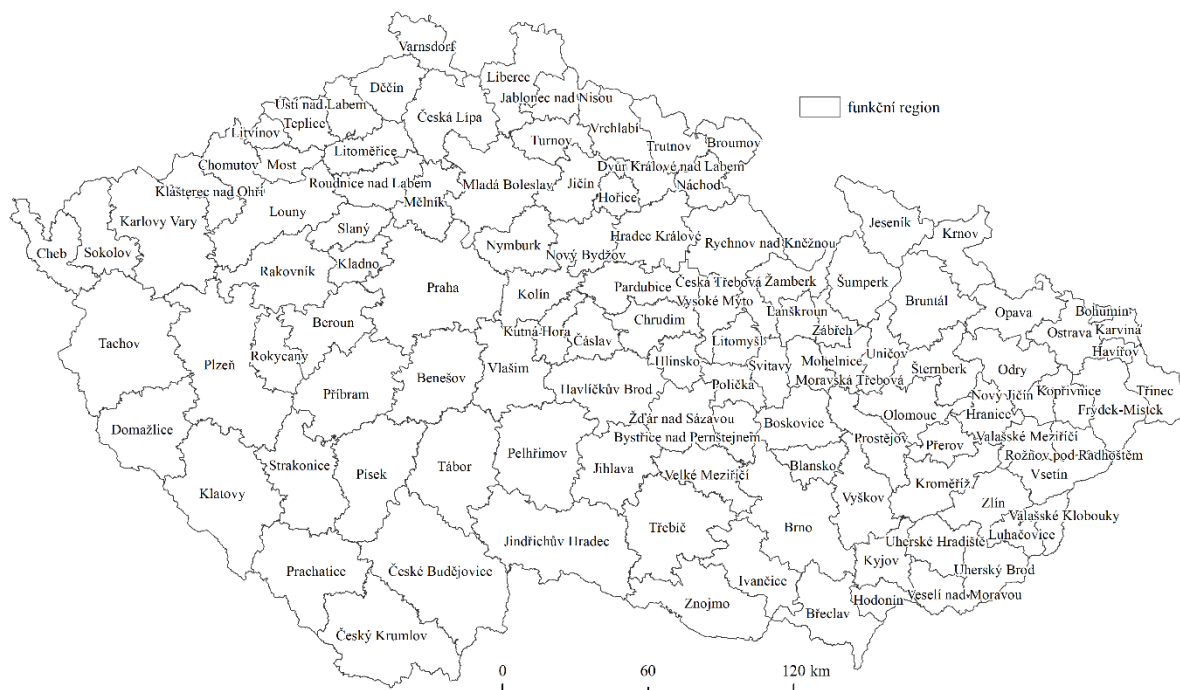 Varnsdorf
Liberec
Děčín
Ústí nad Labem
Jablonec nad Nisou
funkční region
Teplice
Česká Lípa
Litvínov
Vrchlabí
Turnov
Trutnov
Broumov
Litoměřice
Chomutov
Most
Dvůr Králové nad Labem
Roudnice nad Labem
Mladá Boleslav
Jičín
Náchod
Klášterec nad Ohří
Hořice
Mělník
Louny
Karlovy Vary
Jeseník
Slaný
Krnov
Hradec Králové
Nymburk
Rychnov nad Kněžnou
Cheb
Sokolov
Nový Bydžov
Kladno
Rakovník
Česká Třebová
Žamberk
Šumperk
Praha
Pardubice
Kolín
Vysoké Mýto
Bruntál
Lanškroun
Opava
Bohumín
Chrudim
Beroun
Kutná Hora
Zábřeh
Ostrava
Karviná
Čáslav
Litomyšl
Tachov
Havířov
Rokycany
Uničov
Hlinsko
Mohelnice
Plzeň
Svitavy
Vlašim
Šternberk
Odry
Benešov
Moravská Třebová
Polička
Havlíčkův Brod
Příbram
Nový Jičín
Kopřivnice
Třinec
Frýdek-Místek
Olomouc
Hranice
Žďár nad Sázavou
Boskovice
Domažlice
Bystřice nad Pernštejnem
Prostějov
Valašské Meziříčí
Přerov
Pelhřimov
Rožnov pod Radhoštěm
Strakonice
Písek
Tábor
Jihlava
Blansko
Velké Meziříčí
Vsetín
Kroměříž
Klatovy
Vyškov
Zlín
Valašské Klobouky
Třebíč
Brno
Luhačovice
Jindřichův Hradec
Uherské Hradiště
Kyjov
Prachatice
České Budějovice
Uherský Brod
Ivančice
Veselí nad Moravou
Hodonín
Znojmo
Břeclav
Český Krumlov
0 60 120 km